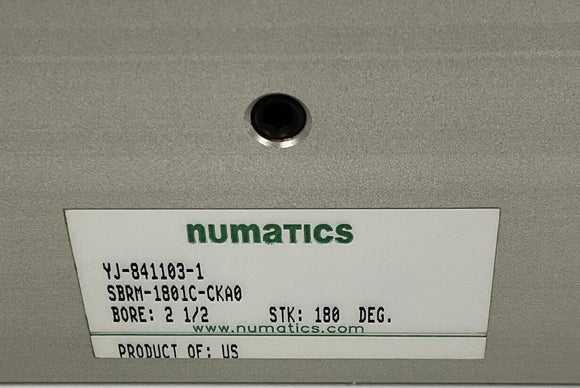 numatics
YJ-841103-1
SBRM-1801C-CKA0
BORE: 2 1/2 STK: 180 DEG.
www.numatics.com
PRODUCT OF: US